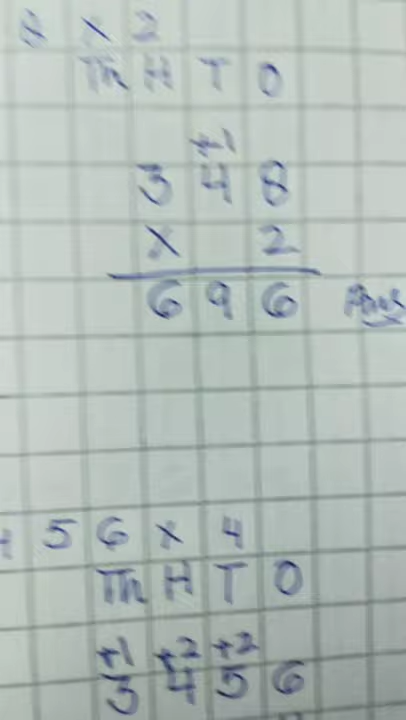 8 x 2
Th H T O
+1
3 4 8
x 2
6 9 6 Ans
4 5 6 x 4
Th H T O
+1 +2 +2
3 4 5 6